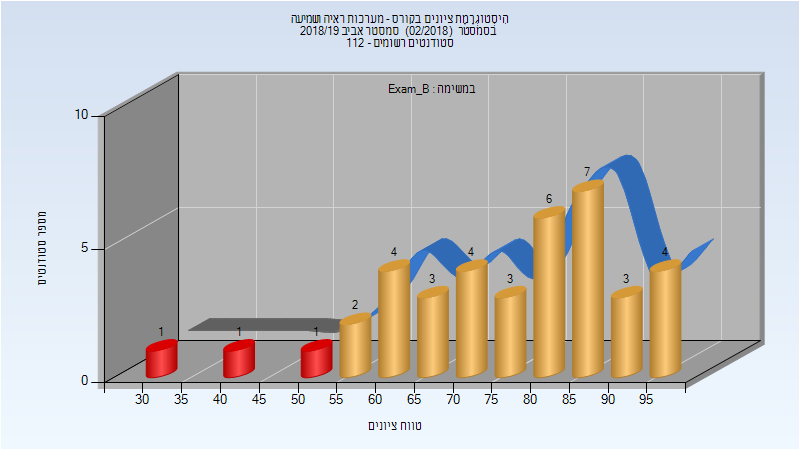 היסטוגרמת ציונים בקורס - מערכות ראיה ושמיעה
בסמסטר (02/2018) סמסטר אביב 2018/19
סטודנטים רשומים - 112
במשימה : Exam_B
מספר סטודנטים
10
5
0
1
1
1
2
4
3
4
3
6
7
3
4
30 35 40 45 50 55 60 65 70 75 80 85 90 95
טווח ציונים